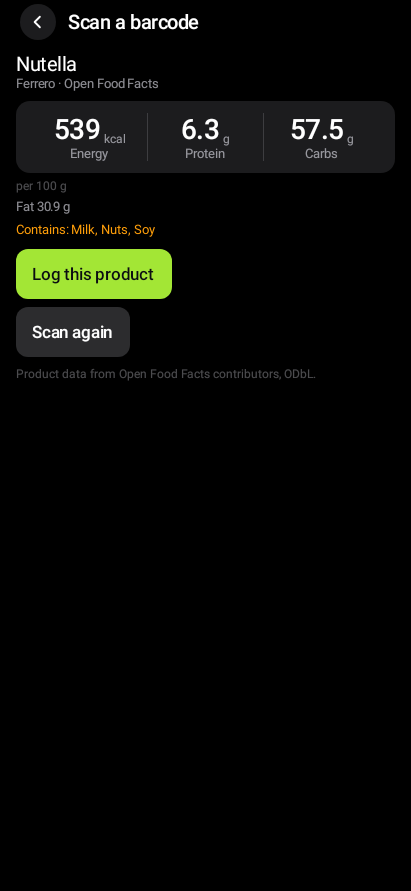 Scan a barcode
Nutella
Ferrero · Open Food Facts
539 kcal
Energy
6.3 g
Protein
57.5 g
Carbs
per 100 g
Fat 30.9 g
Contains: Milk, Nuts, Soy
Log this product
Scan again
Product data from Open Food Facts contributors, ODbL.